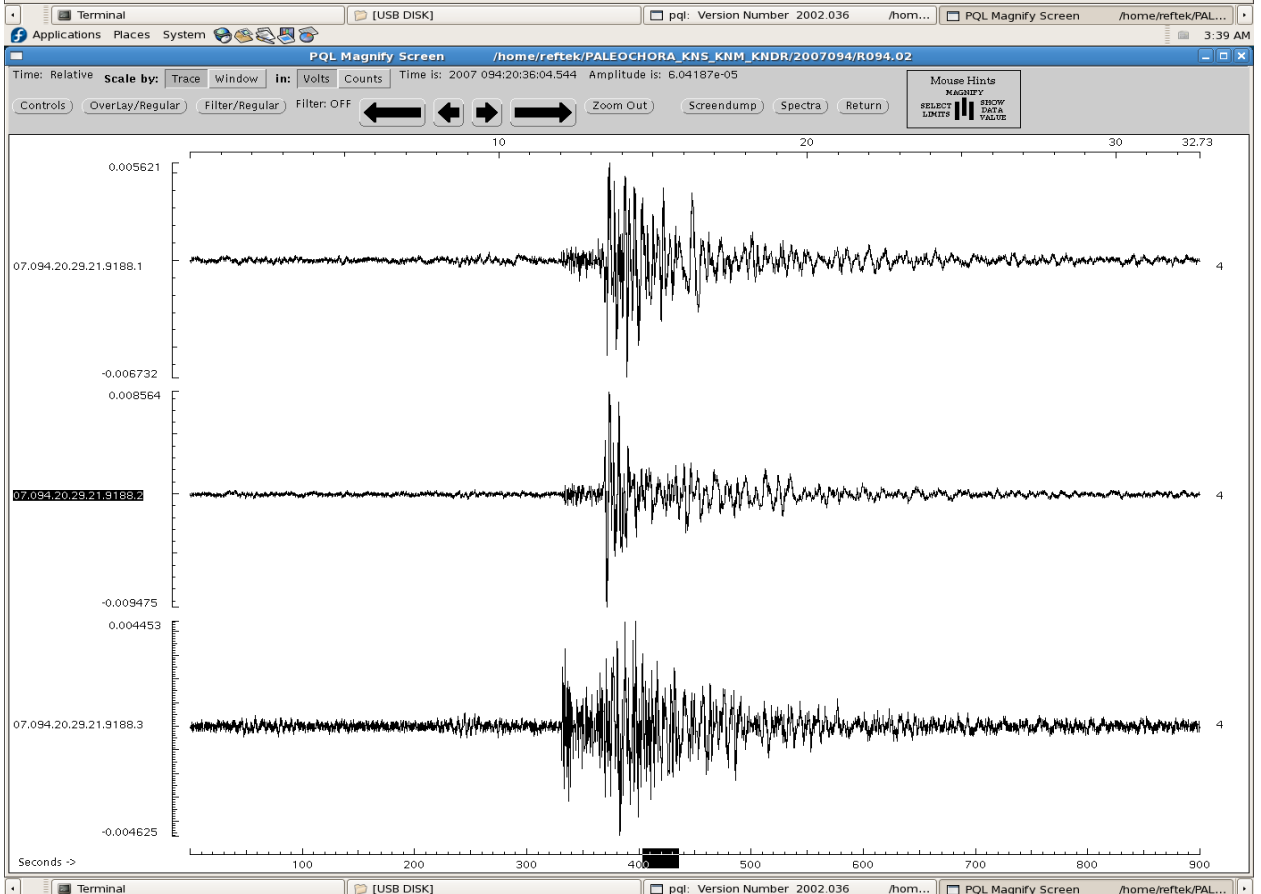 Terminal [USB DISK] pql: Version Number 2002.036 /hom... PQL Magnify Screen /home/reftek/PAL...
Applications Places System 3:39 AM
PQL Magnify Screen /home/reftek/PALEOCHORA_KNS_KNM_KNDR/2007094/R094.02
Time: Relative Scale by: Trace Window in: Volts Counts Time is: 2007 094:20:36:04.544 Amplitude is: 6.04187e-05
Mouse Hints
MAGNIFY
SELECT LIMITS
SHOW DATA VALUE
Controls OverLay/Regular Filter/Regular Filter: OFF Zoom Out Screendump Spectra Return
10 20 30 32.73
0.005621
07.094.20.29.21.9188.1 4
-0.006732
0.008564
07.094.20.29.21.9188.2 4
-0.009475
0.004453
07.094.20.29.21.9188.3 4
-0.004625
Seconds -> 100 200 300 400 500 600 700 800 900
Terminal [USB DISK] pql: Version Number 2002.036 /hom... PQL Magnify Screen /home/reftek/PAL...